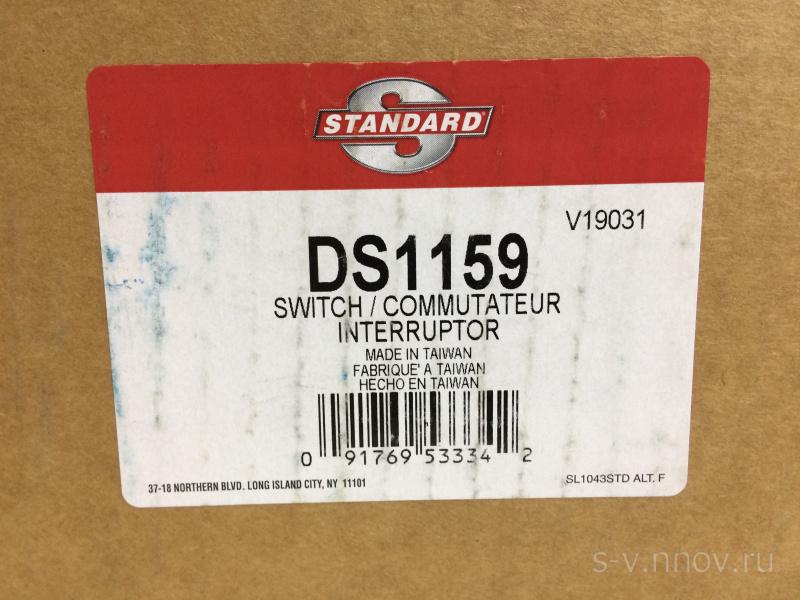 STANDARD
V19031
DS1159
SWITCH / COMMUTATEUR
INTERRUPTOR
MADE IN TAIWAN
FABRIQUE' A TAIWAN
HECHO EN TAIWAN
0 91769 53334 2
37-18 NORTHERN BLVD. LONG ISLAND CITY, NY 11101
SL1043STD ALT. F
s-v.nnov.ru